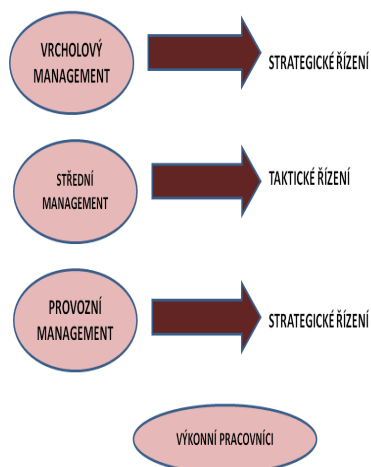 VRCHOLOVÝ
MANAGEMENT
STRATEGICKÉ ŘÍZENÍ
STŘEDNÍ
MANAGEMENT
TAKTICKÉ ŘÍZENÍ
PROVOZNÍ
MANAGEMENT
STRATEGICKÉ ŘÍZENÍ
VÝKONNÍ PRACOVNÍCI